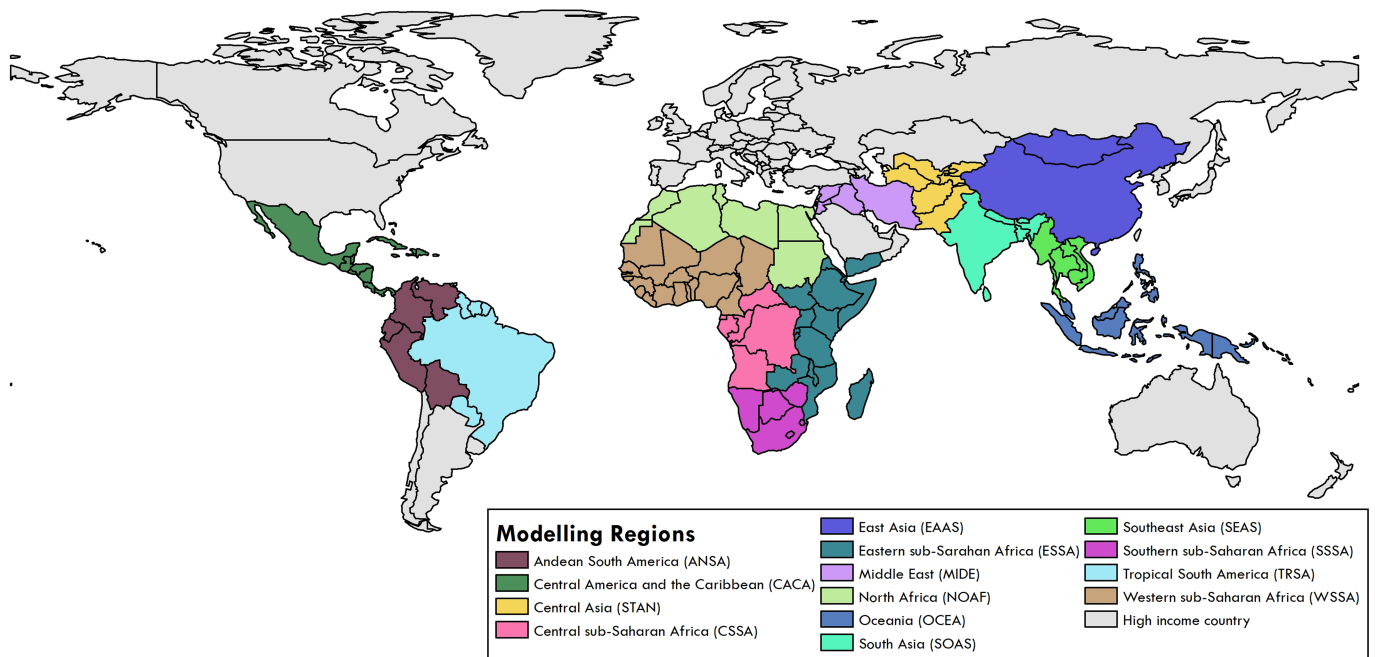 Modelling Regions
Andean South America (ANSA)
Central America and the Caribbean (CACA)
Central Asia (STAN)
Central sub-Saharan Africa (CSSA)
East Asia (EAAS)
Eastern sub-Sarahan Africa (ESSA)
Middle East (MIDE)
North Africa (NOAF)
Oceania (OCEA)
South Asia (SOAS)
Southeast Asia (SEAS)
Southern sub-Saharan Africa (SSSA)
Tropical South America (TRSA)
Western sub-Saharan Africa (WSSA)
High income country